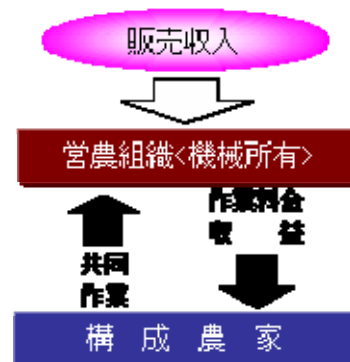 販売収入
営農組織<機械所有>
作業料金
収 益
共同
作業
構 成 農 家